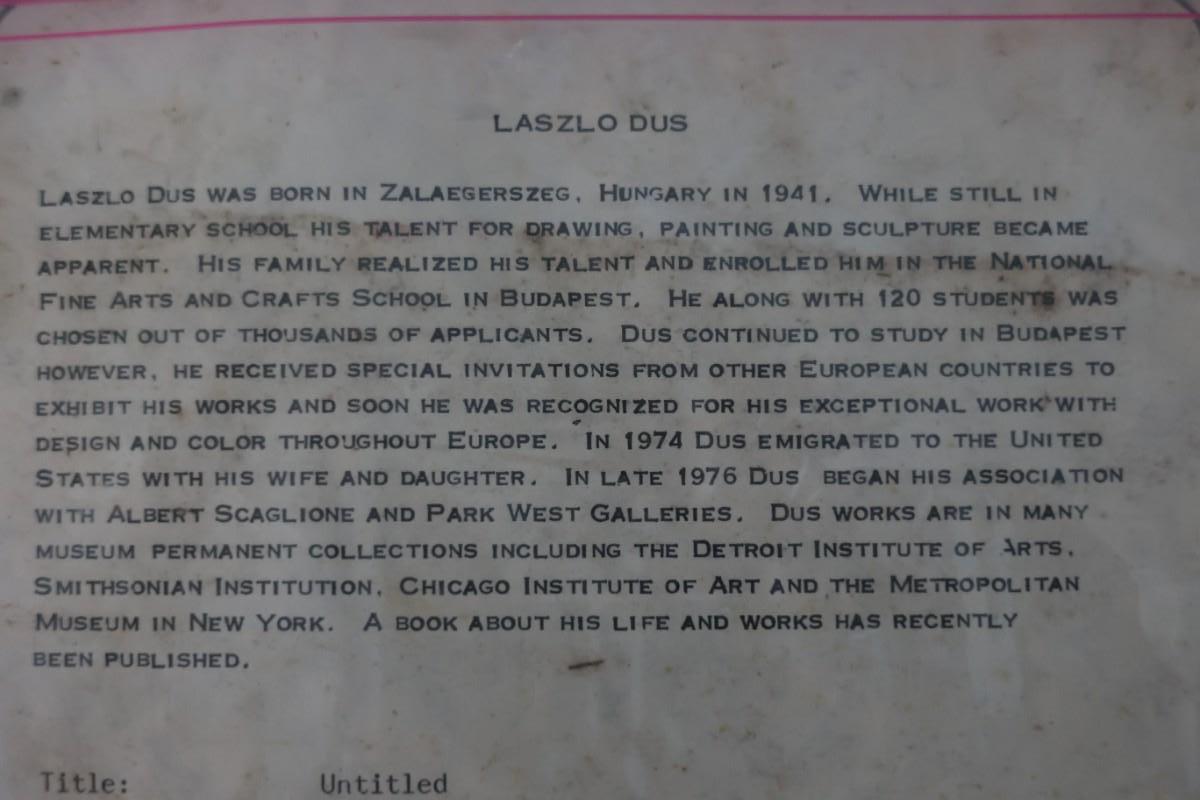 LASZLO DUS
LASZLO DUS WAS BORN IN ZALAEGERSZEG, HUNGARY IN 1941. WHILE STILL IN
ELEMENTARY SCHOOL HIS TALENT FOR DRAWING, PAINTING AND SCULPTURE BECAME
APPARENT. HIS FAMILY REALIZED HIS TALENT AND ENROLLED HIM IN THE NATIONAL
FINE ARTS AND CRAFTS SCHOOL IN BUDAPEST. HE ALONG WITH 120 STUDENTS WAS
CHOSEN OUT OF THOUSANDS OF APPLICANTS. DUS CONTINUED TO STUDY IN BUDAPEST
HOWEVER, HE RECEIVED SPECIAL INVITATIONS FROM OTHER EUROPEAN COUNTRIES TO
EXHIBIT HIS WORKS AND SOON HE WAS RECOGNIZED FOR HIS EXCEPTIONAL WORK WITH
DESIGN AND COLOR THROUGHOUT EUROPE. IN 1974 DUS EMIGRATED TO THE UNITED
STATES WITH HIS WIFE AND DAUGHTER. IN LATE 1976 DUS BEGAN HIS ASSOCIATION
WITH ALBERT SCAGLIONE AND PARK WEST GALLERIES. DUS WORKS ARE IN MANY
MUSEUM PERMANENT COLLECTIONS INCLUDING THE DETROIT INSTITUTE OF ARTS,
SMITHSONIAN INSTITUTION, CHICAGO INSTITUTE OF ART AND THE METROPOLITAN
MUSEUM IN NEW YORK. A BOOK ABOUT HIS LIFE AND WORKS HAS RECENTLY
BEEN PUBLISHED.
Title: Untitled